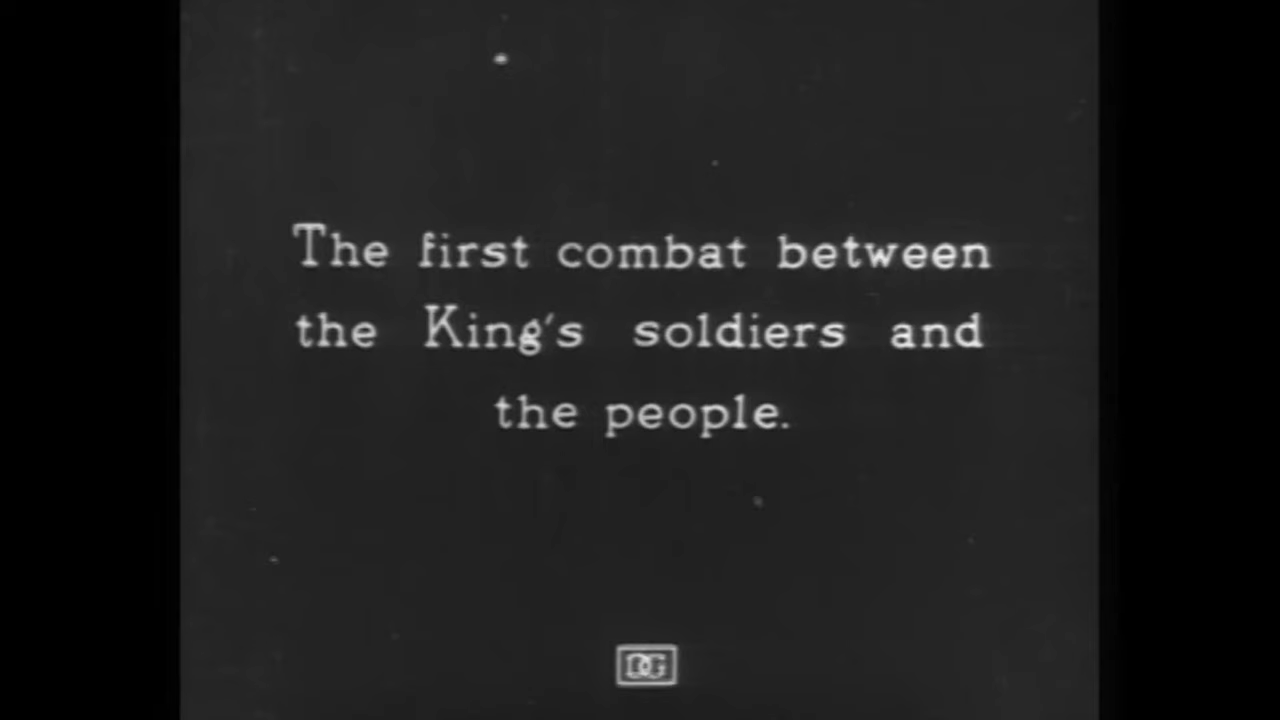 The first combat between
the King's soldiers and
the people.
DG